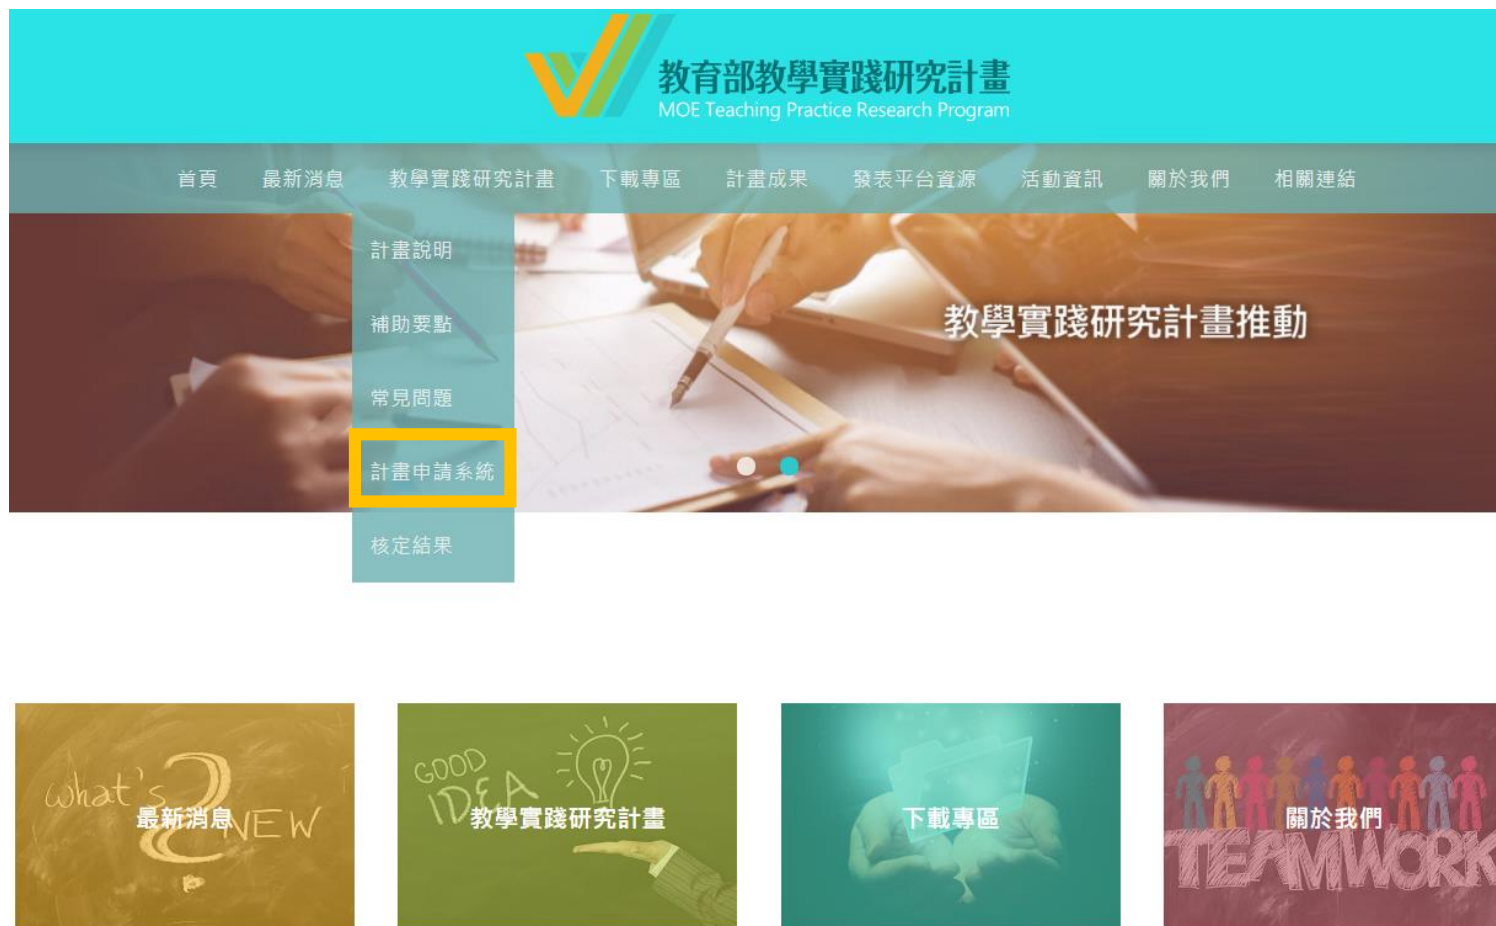 教育部教學實踐研究計畫
MOE Teaching Practice Research Program
首頁 最新消息 教學實踐研究計畫 下載專區 計畫成果 發表平台資源 活動資訊 關於我們 相關連結
計畫說明
補助要點
常見問題
計畫申請系統
核定結果
教學實踐研究計畫推動
what's
NEW
最新消息
GOOD
IDEA
教學實踐研究計畫
下載專區
關於我們
TEAMWORK